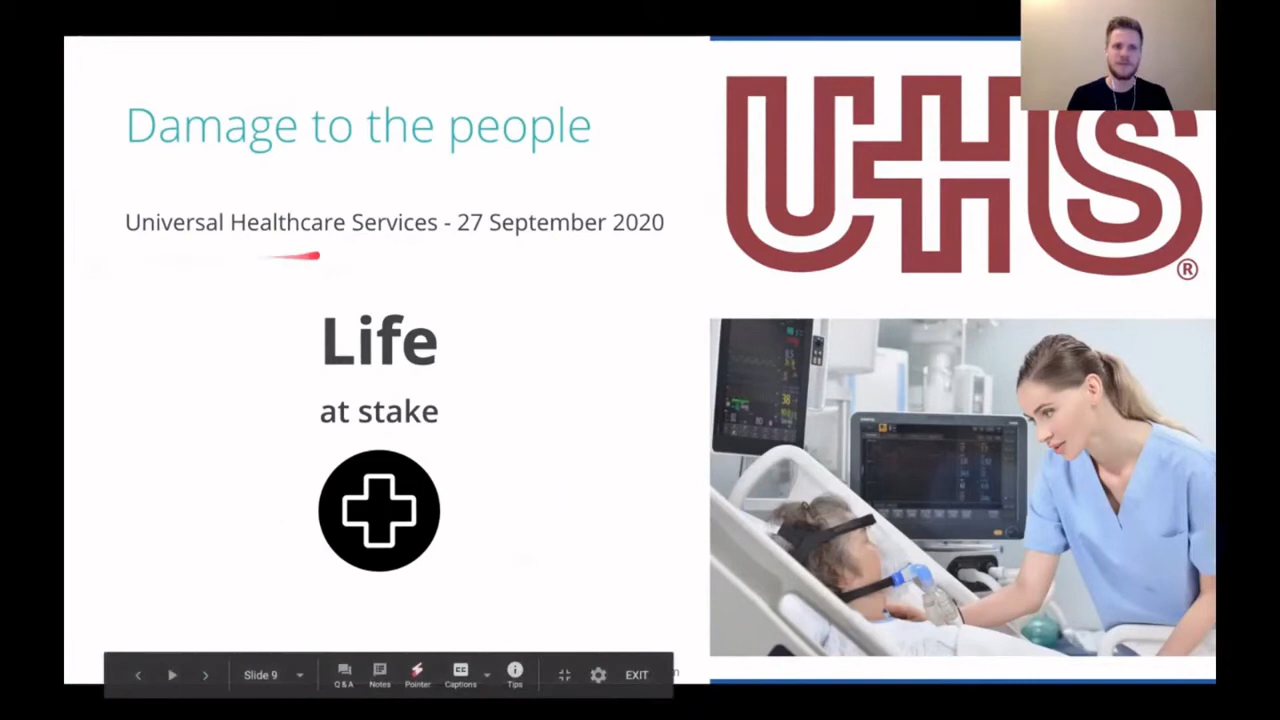 Damage to the people
Universal Healthcare Services - 27 September 2020
Life
at stake
UHS
®
Slide 9
Q & A
Notes
Pointer
CC
Captions
Tips
EXIT